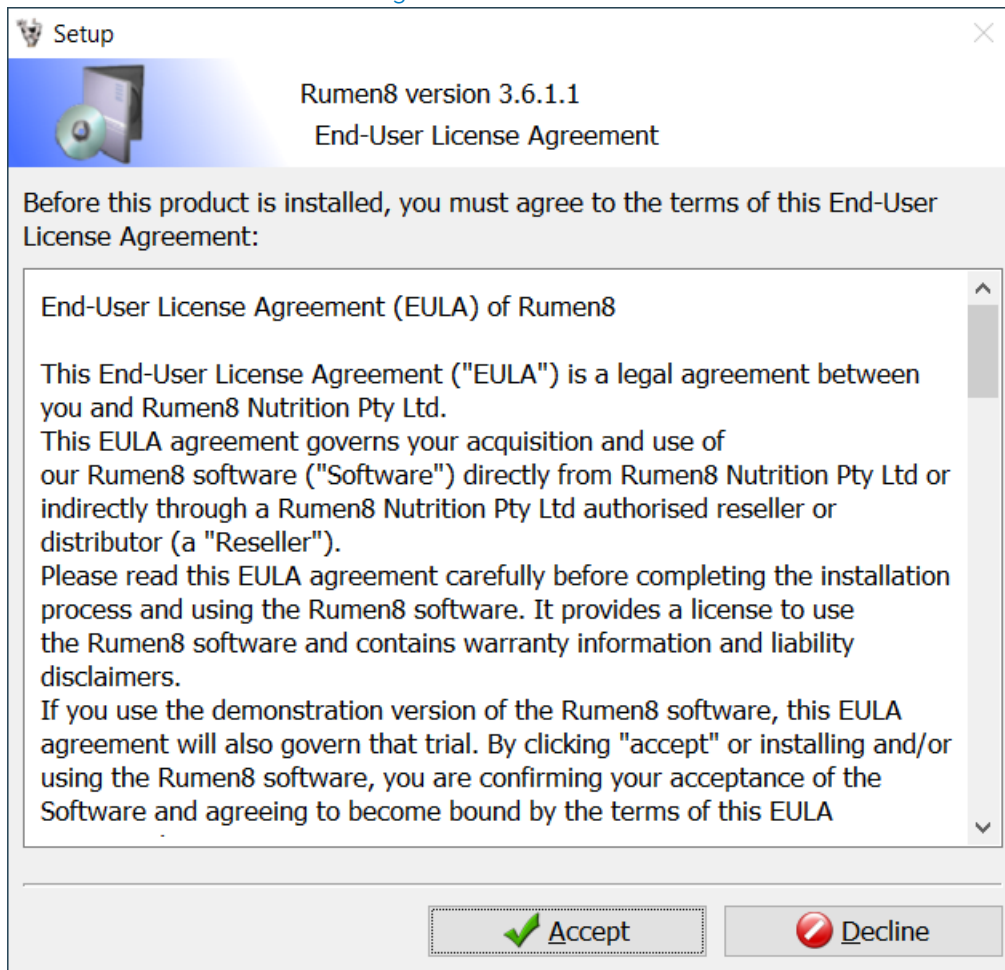 Setup
Rumen8 version 3.6.1.1
End-User License Agreement
Before this product is installed, you must agree to the terms of this End-User
License Agreement:
End-User License Agreement (EULA) of Rumen8
This End-User License Agreement ("EULA") is a legal agreement between
you and Rumen8 Nutrition Pty Ltd.
This EULA agreement governs your acquisition and use of
our Rumen8 software ("Software") directly from Rumen8 Nutrition Pty Ltd or
indirectly through a Rumen8 Nutrition Pty Ltd authorised reseller or
distributor (a "Reseller").
Please read this EULA agreement carefully before completing the installation
process and using the Rumen8 software. It provides a license to use
the Rumen8 software and contains warranty information and liability
disclaimers.
If you use the demonstration version of the Rumen8 software, this EULA
agreement will also govern that trial. By clicking "accept" or installing and/or
using the Rumen8 software, you are confirming your acceptance of the
Software and agreeing to become bound by the terms of this EULA
Accept
Decline